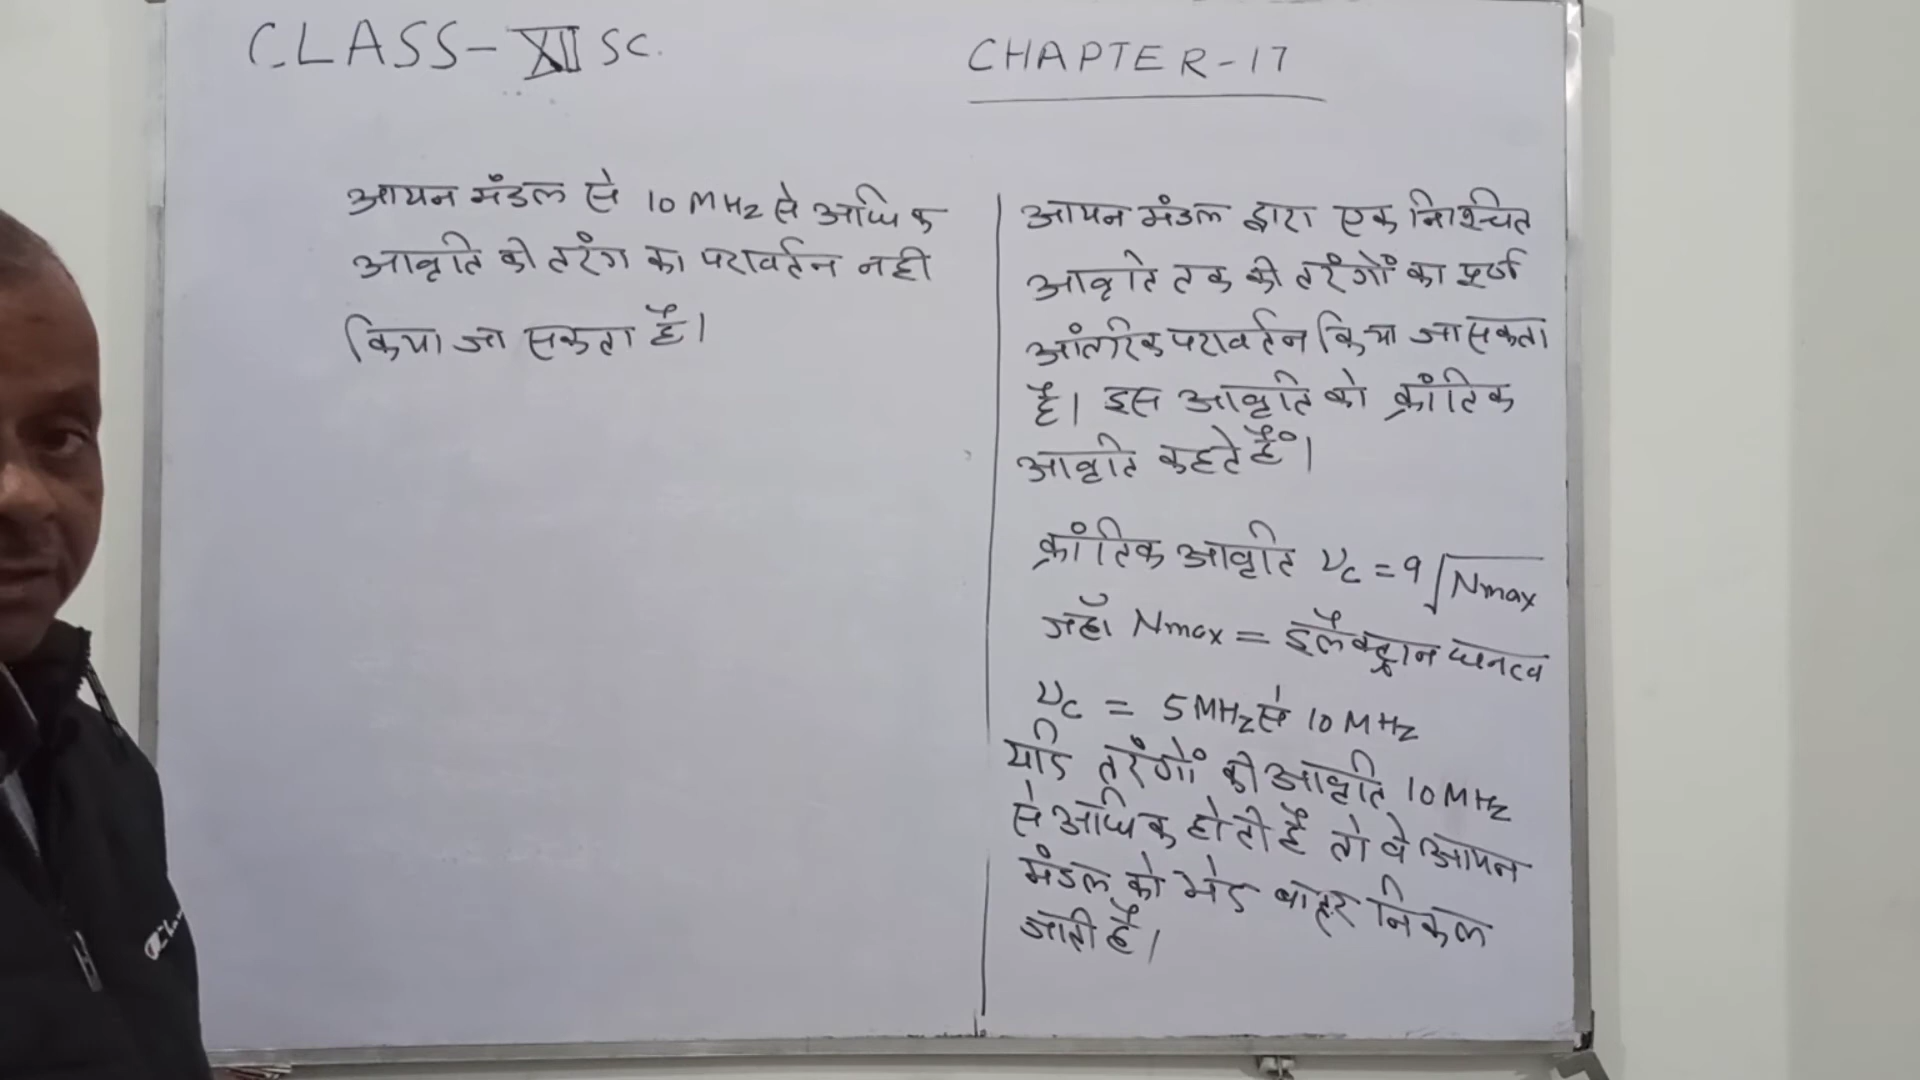 CLASS-XII SC.
CHAPTER-17
आयन मंडल से 10 MHz से अधिक
आवृति की तरंग का परावर्तन नही
किया जा सकता है।
आयन मंडल द्वारा एक निश्चित
आवृति तक की तरंगों का पूर्ण
आंतरिक परावर्तन किया जा सकता
है। इस आवृति को क्रांतिक
आवृति कहते हैं।
क्रांतिक आवृति νc = 9√Nmax
जहाँ Nmax = इलैक्ट्रान घनत्व
νc = 5 MHz से 10 MHz
यदि तरंगों की आवृति 10 MHz
से अधिक होती है तो वे आयन
मंडल को भेद बाहर निकल
जाती है।